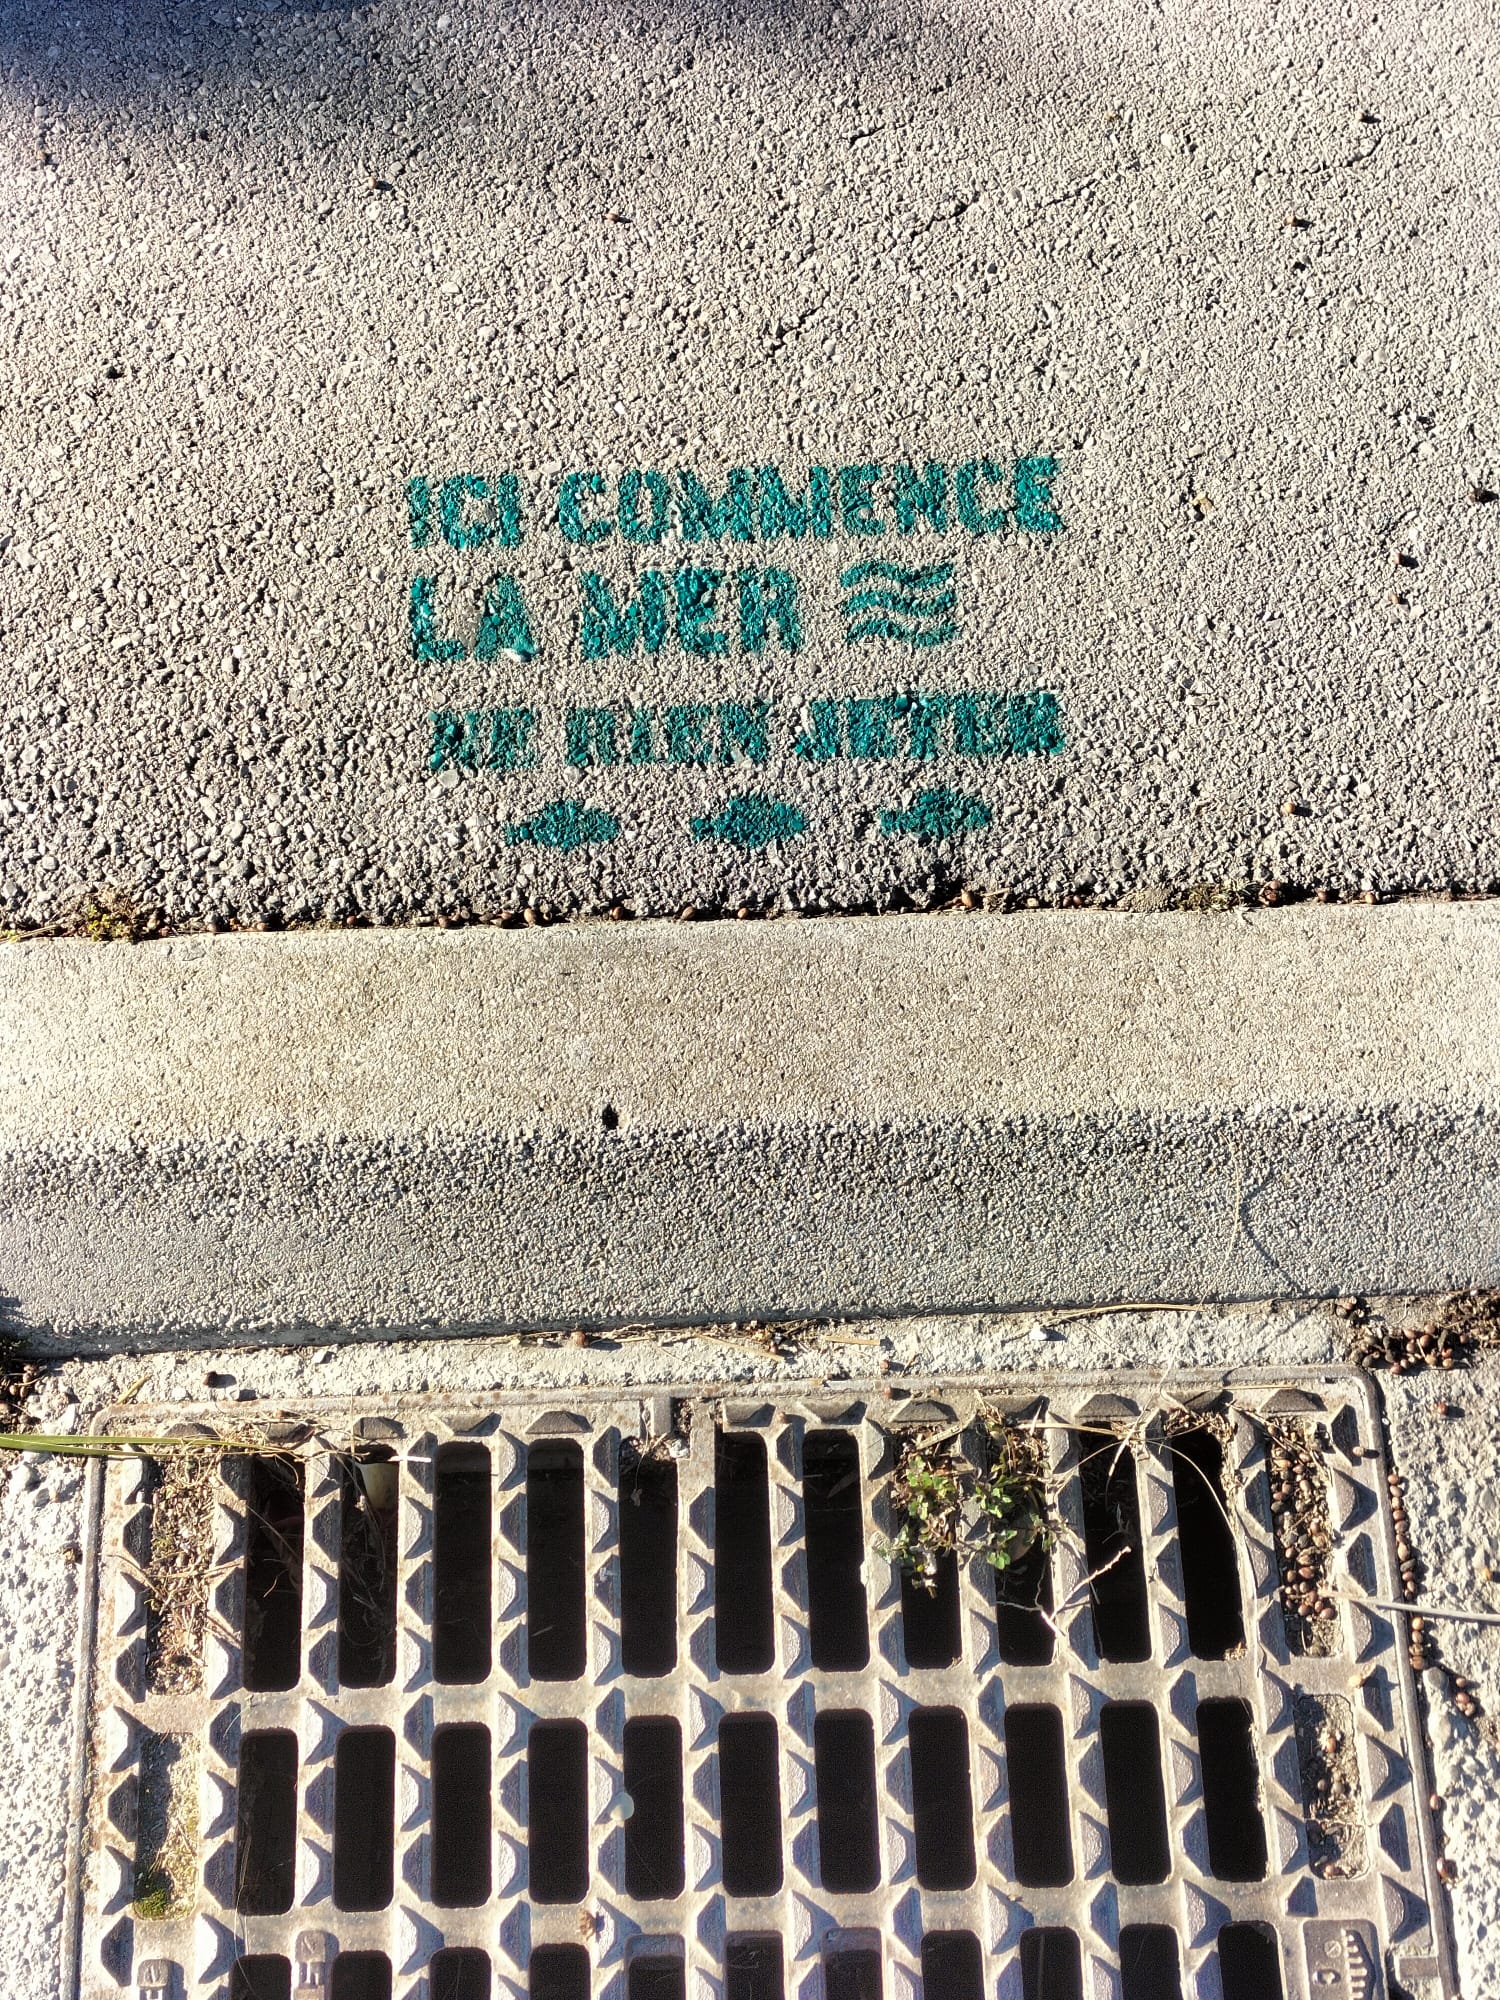 ICI COMMENCE
LA MER
NE RIEN JETER